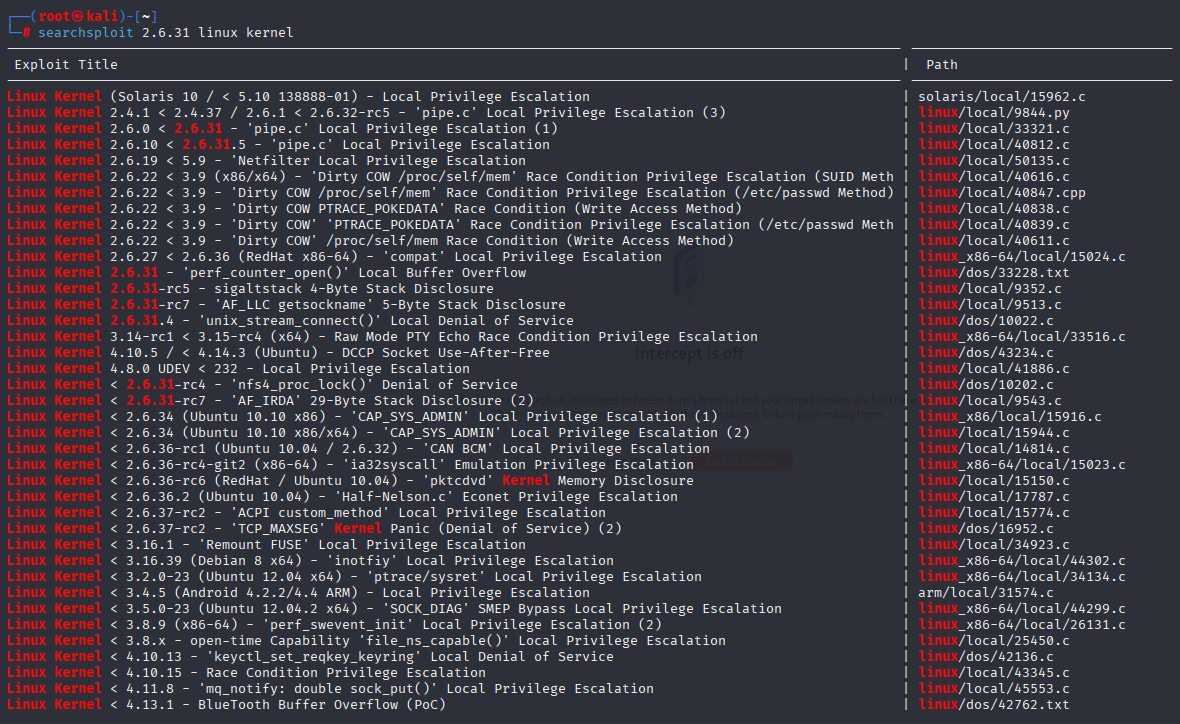 ┌──(root㉿kali)-[~]
└─# searchsploit 2.6.31 linux kernel
Exploit Title | Path
Linux Kernel (Solaris 10 / < 5.10 138888-01) - Local Privilege Escalation | solaris/local/15962.c
Linux Kernel 2.4.1 < 2.4.37 / 2.6.1 < 2.6.32-rc5 - 'pipe.c' Local Privilege Escalation (3) | linux/local/9844.py
Linux Kernel 2.6.0 < 2.6.31 - 'pipe.c' Local Privilege Escalation (1) | linux/local/33321.c
Linux Kernel 2.6.10 < 2.6.31.5 - 'pipe.c' Local Privilege Escalation | linux/local/40812.c
Linux Kernel 2.6.19 < 5.9 - 'Netfilter Local Privilege Escalation | linux/local/50135.c
Linux Kernel 2.6.22 < 3.9 (x86/x64) - 'Dirty COW /proc/self/mem' Race Condition Privilege Escalation (SUID Meth | linux/local/40616.c
Linux Kernel 2.6.22 < 3.9 - 'Dirty COW /proc/self/mem' Race Condition Privilege Escalation (/etc/passwd Method) | linux/local/40847.cpp
Linux Kernel 2.6.22 < 3.9 - 'Dirty COW PTRACE_POKEDATA' Race Condition (Write Access Method) | linux/local/40838.c
Linux Kernel 2.6.22 < 3.9 - 'Dirty COW' 'PTRACE_POKEDATA' Race Condition Privilege Escalation (/etc/passwd Meth | linux/local/40839.c
Linux Kernel 2.6.22 < 3.9 - 'Dirty COW' /proc/self/mem Race Condition (Write Access Method) | linux/local/40611.c
Linux Kernel 2.6.27 < 2.6.36 (RedHat x86-64) - 'compat' Local Privilege Escalation | linux_x86-64/local/15024.c
Linux Kernel 2.6.31 - 'perf_counter_open()' Local Buffer Overflow | linux/dos/33228.txt
Linux Kernel 2.6.31-rc5 - sigaltstack 4-Byte Stack Disclosure | linux/local/9352.c
Linux Kernel 2.6.31-rc7 - 'AF_LLC getsockname' 5-Byte Stack Disclosure | linux/local/9513.c
Linux Kernel 2.6.31.4 - 'unix_stream_connect()' Local Denial of Service | linux/dos/10022.c
Linux Kernel 3.14-rc1 < 3.15-rc4 (x64) - Raw Mode PTY Echo Race Condition Privilege Escalation | linux_x86-64/local/33516.c
Linux Kernel 4.10.5 / < 4.14.3 (Ubuntu) - DCCP Socket Use-After-Free | linux/dos/43234.c
Intercept is off
Linux Kernel 4.8.0 UDEV < 232 - Local Privilege Escalation | linux/local/41886.c
Linux Kernel < 2.6.31-rc4 - 'nfs4_proc_lock()' Denial of Service | linux/dos/10202.c
Linux Kernel < 2.6.31-rc7 - 'AF_IRDA' 29-Byte Stack Disclosure (2) | linux/local/9543.c
messages between Burp's browser and your target servers are held here
Linux Kernel < 2.6.34 (Ubuntu 10.10 x86) - 'CAP_SYS_ADMIN' Local Privilege Escalation (1) | linux_x86/local/15916.c
before you forward them.
Linux Kernel < 2.6.34 (Ubuntu 10.10 x86/x64) - 'CAP_SYS_ADMIN' Local Privilege Escalation (2) | linux/local/15944.c
Linux Kernel < 2.6.36-rc1 (Ubuntu 10.04 / 2.6.32) - 'CAN BCM' Local Privilege Escalation | linux/local/14814.c
Linux Kernel < 2.6.36-rc4-git2 (x86-64) - 'ia32syscall' Emulation Privilege Escalation | linux_x86-64/local/15023.c
Linux Kernel < 2.6.36-rc6 (RedHat / Ubuntu 10.04) - 'pktcdvd' Kernel Memory Disclosure | linux/local/15150.c
Linux Kernel < 2.6.36.2 (Ubuntu 10.04) - 'Half-Nelson.c' Econet Privilege Escalation | linux/local/17787.c
Linux Kernel < 2.6.37-rc2 - 'ACPI custom_method' Local Privilege Escalation | linux/local/15774.c
Linux Kernel < 2.6.37-rc2 - 'TCP_MAXSEG' Kernel Panic (Denial of Service) (2) | linux/dos/16952.c
Linux Kernel < 3.16.1 - 'Remount FUSE' Local Privilege Escalation | linux/local/34923.c
Linux Kernel < 3.16.39 (Debian 8 x64) - 'inotfiy' Local Privilege Escalation | linux_x86-64/local/44302.c
Linux Kernel < 3.2.0-23 (Ubuntu 12.04 x64) - 'ptrace/sysret' Local Privilege Escalation | linux_x86-64/local/34134.c
Linux Kernel < 3.4.5 (Android 4.2.2/4.4 ARM) - Local Privilege Escalation | arm/local/31574.c
Linux Kernel < 3.5.0-23 (Ubuntu 12.04.2 x64) - 'SOCK_DIAG' SMEP Bypass Local Privilege Escalation | linux_x86-64/local/44299.c
Linux Kernel < 3.8.9 (x86-64) - 'perf_swevent_init' Local Privilege Escalation (2) | linux_x86-64/local/26131.c
Linux Kernel < 3.8.x - open-time Capability 'file_ns_capable()' Local Privilege Escalation | linux/local/25450.c
Linux Kernel < 4.10.13 - 'keyctl_set_reqkey_keyring' Local Denial of Service | linux/dos/42136.c
Linux Kernel < 4.10.15 - Race Condition Privilege Escalation | linux/local/43345.c
Linux Kernel < 4.11.8 - 'mq_notify: double sock_put()' Local Privilege Escalation | linux/local/45553.c
Linux Kernel < 4.13.1 - BlueTooth Buffer Overflow (PoC) | linux/dos/42762.txt